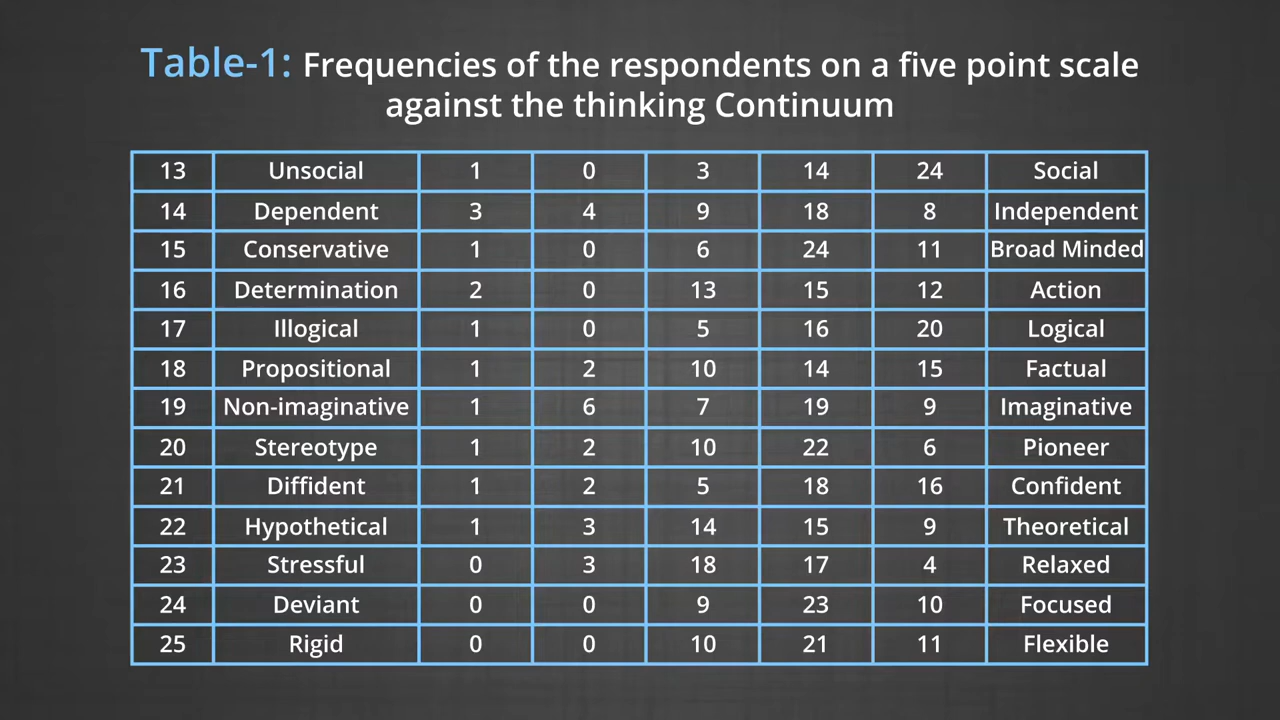 Table-1: Frequencies of the respondents on a five point scale
against the thinking Continuum
13 Unsocial 1 0 3 14 24 Social
14 Dependent 3 4 9 18 8 Independent
15 Conservative 1 0 6 24 11 Broad Minded
16 Determination 2 0 13 15 12 Action
17 Illogical 1 0 5 16 20 Logical
18 Propositional 1 2 10 14 15 Factual
19 Non-imaginative 1 6 7 19 9 Imaginative
20 Stereotype 1 2 10 22 6 Pioneer
21 Diffident 1 2 5 18 16 Confident
22 Hypothetical 1 3 14 15 9 Theoretical
23 Stressful 0 3 18 17 4 Relaxed
24 Deviant 0 0 9 23 10 Focused
25 Rigid 0 0 10 21 11 Flexible